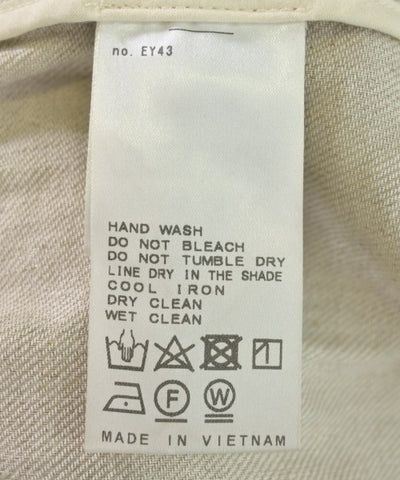 no. EY43
HAND WASH
DO NOT BLEACH
DO NOT TUMBLE DRY
LINE DRY IN THE SHADE
COOL IRON
DRY CLEAN
WET CLEAN
F W
MADE IN VIETNAM